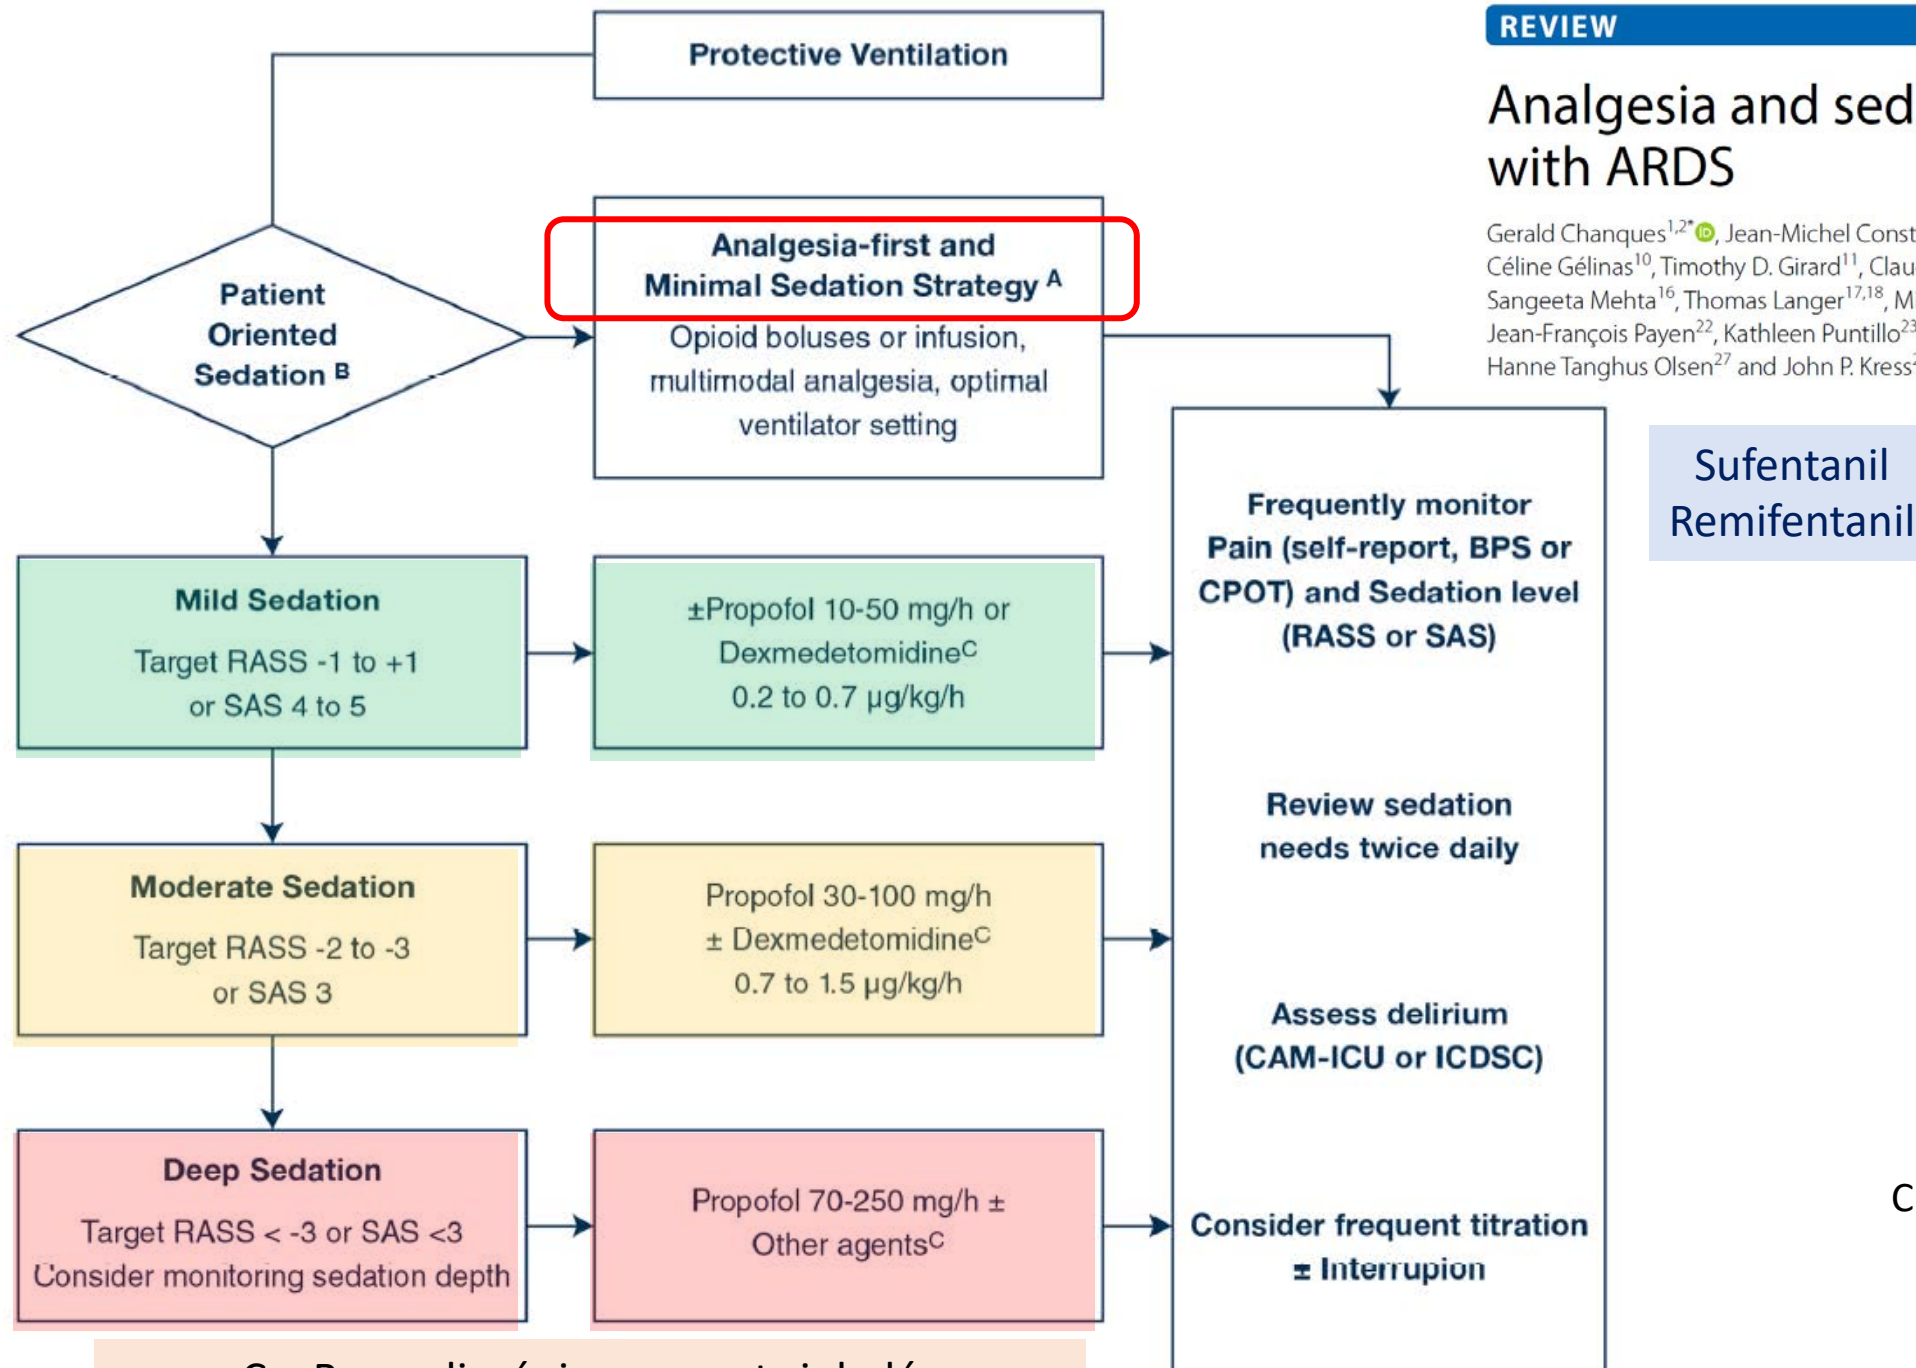 Protective Ventilation
REVIEW
Analgesia and sed
with ARDS
Gerald Chanques1,2*, Jean-Michel Const
Céline Gélinas10, Timothy D. Girard11, Clau
Sangeeta Mehta16, Thomas Langer17,18, M
Jean-François Payen22, Kathleen Puntillo23
Hanne Tanghus Olsen27 and John P. Kress2
Patient
Oriented
Sedation B
Analgesia-first and
Minimal Sedation Strategy A
Opioid boluses or infusion,
multimodal analgesia, optimal
ventilator setting
Sufentanil
Remifentanil
Mild Sedation
Target RASS -1 to +1
or SAS 4 to 5
±Propofol 10-50 mg/h or
DexmedetomidineC
0.2 to 0.7 µg/kg/h
Moderate Sedation
Target RASS -2 to -3
or SAS 3
Propofol 30-100 mg/h
± DexmedetomidineC
0.7 to 1.5 µg/kg/h
Deep Sedation
Target RASS < -3 or SAS <3
Consider monitoring sedation depth
Propofol 70-250 mg/h ±
Other agentsC
Frequently monitor
Pain (self-report, BPS or
CPOT) and Sedation level
(RASS or SAS)
Review sedation
needs twice daily
Assess delirium
(CAM-ICU or ICDSC)
Consider frequent titration
± Interrupion
C